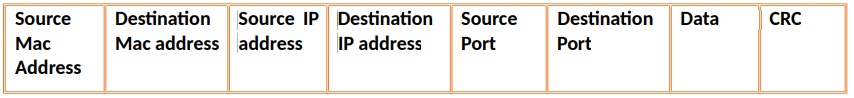 Source
Mac
Address
Destination
Mac address
Source IP
address
Destination
IP address
Source
Port
Destination
Port
Data
CRC